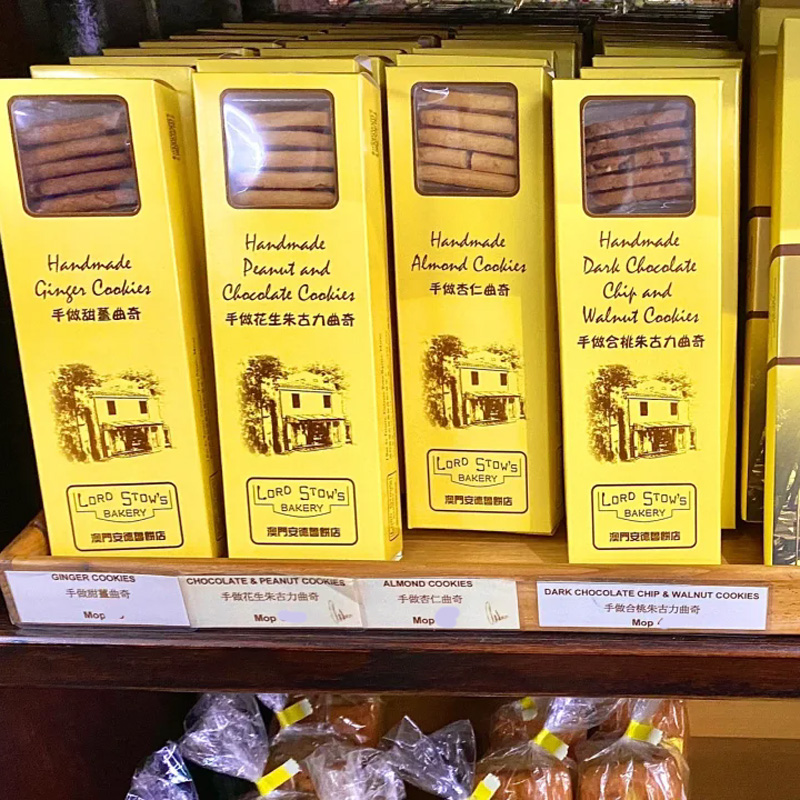 Handmade
Ginger Cookies
手做甜薑曲奇
LORD STOW'S
BAKERY
澳門安德魯餅店
Handmade
Peanut and
Chocolate Cookies
手做花生朱古力曲奇
LORD STOW'S
BAKERY
澳門安德魯餅店
Handmade
Almond Cookies
手做杏仁曲奇
LORD STOW'S
BAKERY
澳門安德魯餅店
Handmade
Dark Chocolate
Chip and
Walnut Cookies
手做合桃朱古力曲奇
LORD STOW'S
BAKERY
澳門安德魯餅店
GINGER COOKIES
手做甜薑曲奇
Mop
CHOCOLATE & PEANUT COOKIES
手做花生朱古力曲奇
Mop
ALMOND COOKIES
手做杏仁曲奇
Mop
DARK CHOCOLATE CHIP & WALNUT COOKIES
手做合桃朱古力曲奇
Mop